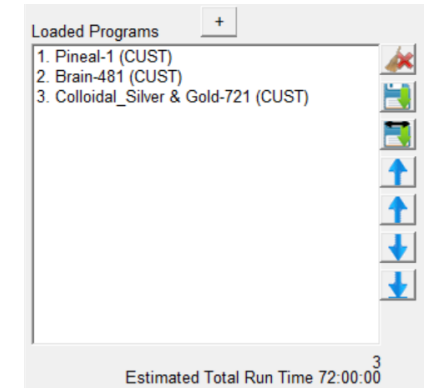 Loaded Programs
+
1. Pineal-1 (CUST)
2. Brain-481 (CUST)
3. Colloidal_Silver & Gold-721 (CUST)
3
Estimated Total Run Time 72:00:00